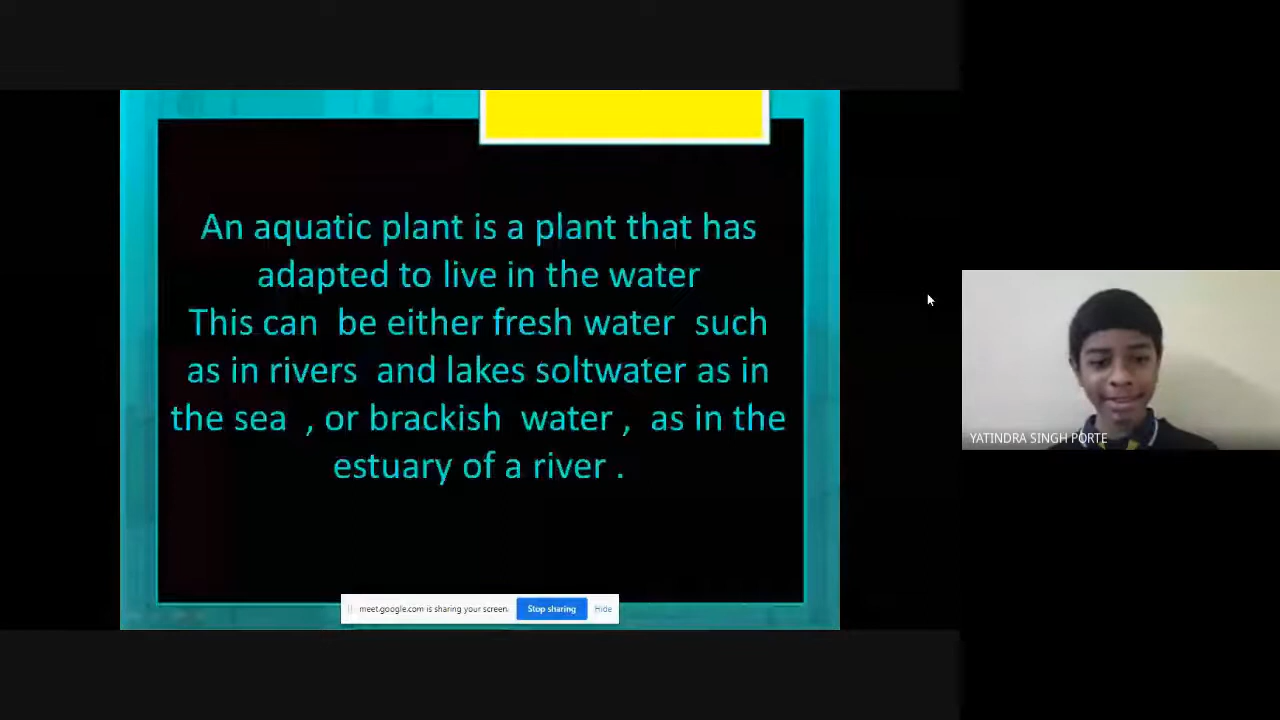 An aquatic plant is a plant that has
adapted to live in the water
This can be either fresh water such
as in rivers and lakes soltwater as in
the sea , or brackish water , as in the
estuary of a river .
meet.google.com is sharing your screen.
Stop sharing
Hide
YATINDRA SINGH PORTE